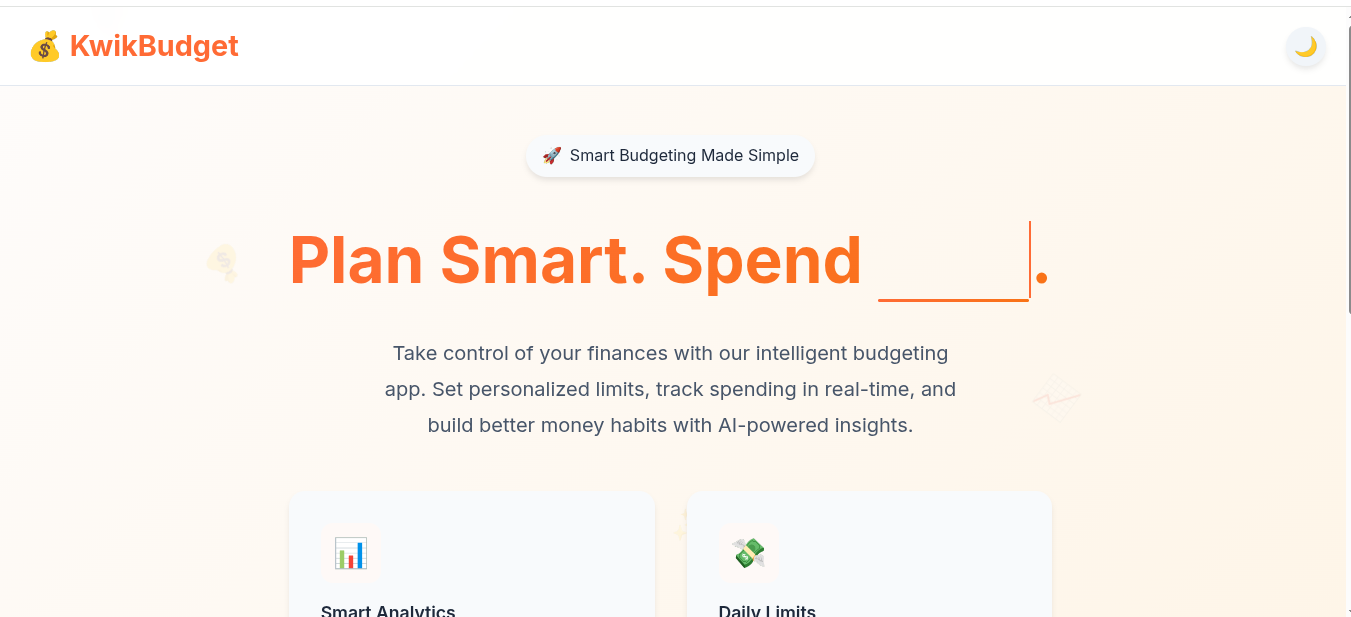 KwikBudget
Smart Budgeting Made Simple
Plan Smart. Spend .
Take control of your finances with our intelligent budgeting
app. Set personalized limits, track spending in real-time, and
build better money habits with AI-powered insights.
Smart Analytics
Daily Limits